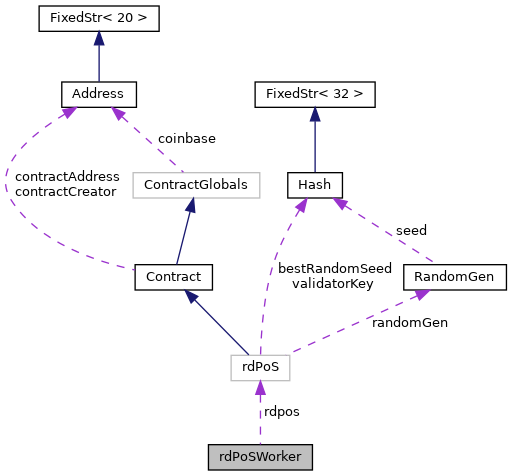 FixedStr< 20 >
Address
FixedStr< 32 >
coinbase
contractAddress
contractCreator
ContractGlobals
Hash
seed
bestRandomSeed
validatorKey
Contract
RandomGen
randomGen
rdPoS
rdpos
rdPoSWorker